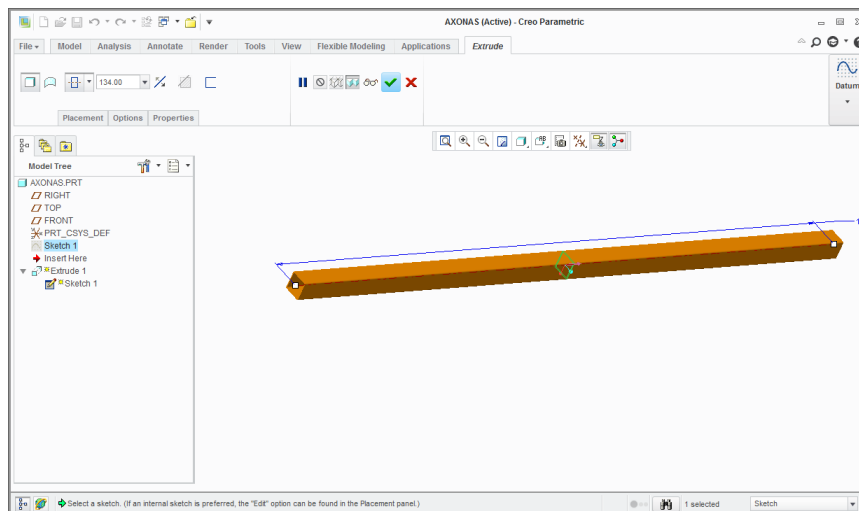 AXONAS (Active) - Creo Parametric
File Model Analysis Annotate Render Tools View Flexible Modeling Applications Extrude
134.00
Datum
Placement Options Properties
Model Tree
AXONAS.PRT
RIGHT
TOP
FRONT
PRT_CSYS_DEF
Sketch 1
Insert Here
Extrude 1
Sketch 1
Select a sketch. (If an internal sketch is preferred, the "Edit" option can be found in the Placement panel.)
1 selected
Sketch